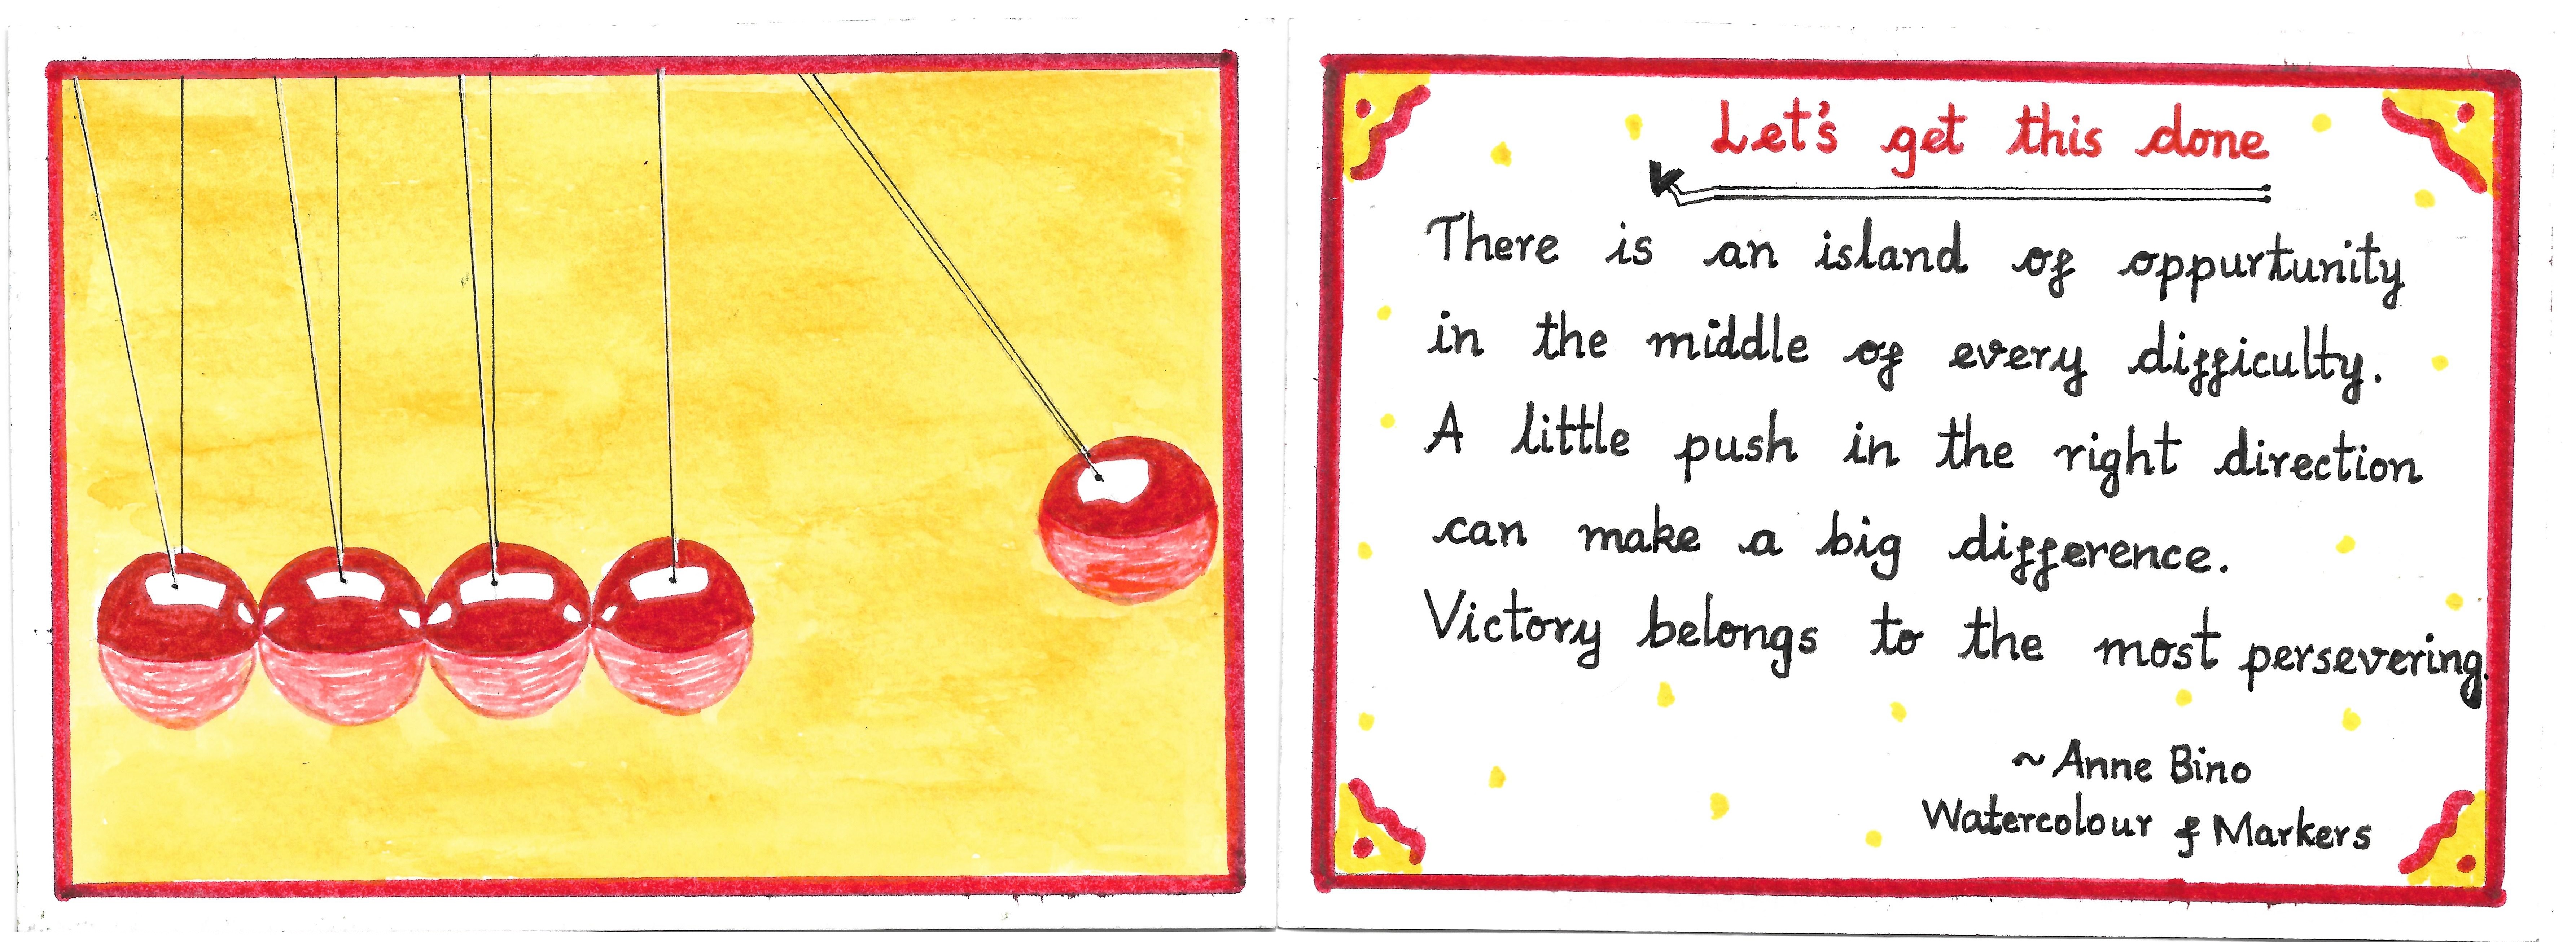 Let's get this done
There is an island of oppurtunity
in the middle of every difficulty.
A little push in the right direction
can make a big difference.
Victory belongs to the most persevering.
~Anne Bino
Watercolour & Markers